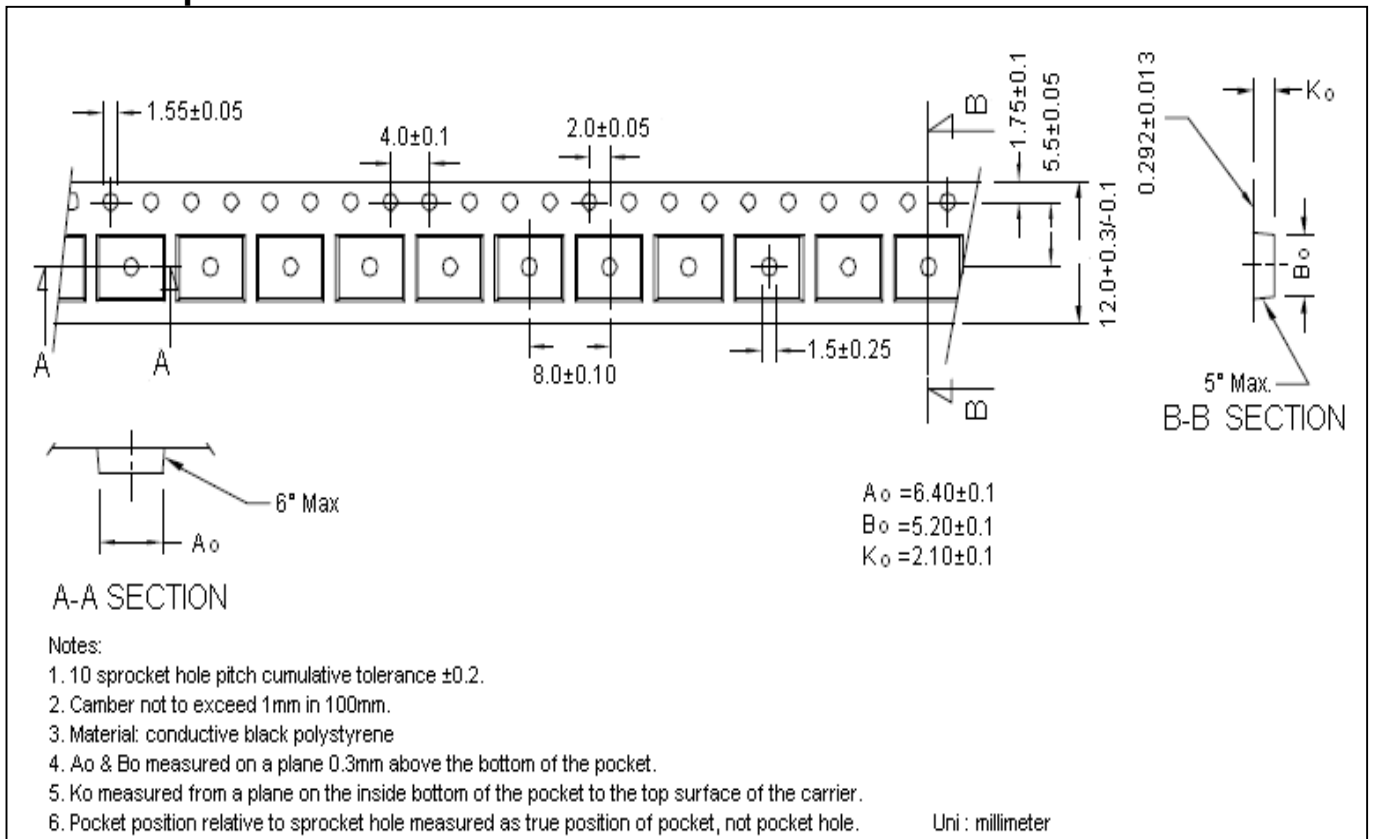 1.55±0.05
4.0±0.1
2.0±0.05
B
1.75±0.1
5.5±0.05
12.0+0.3/-0.1
0.292±0.013
Ko
Bo
A
A
8.0±0.10
1.5±0.25
B
5° Max.
B-B SECTION
6° Max
Ao
A-A SECTION
Ao =6.40±0.1
Bo =5.20±0.1
Ko =2.10±0.1
Notes:
1. 10 sprocket hole pitch cumulative tolerance ±0.2.
2. Camber not to exceed 1mm in 100mm.
3. Material: conductive black polystyrene
4. Ao & Bo measured on a plane 0.3mm above the bottom of the pocket.
5. Ko measured from a plane on the inside bottom of the pocket to the top surface of the carrier.
6. Pocket position relative to sprocket hole measured as true position of pocket, not pocket hole. Uni : millimeter